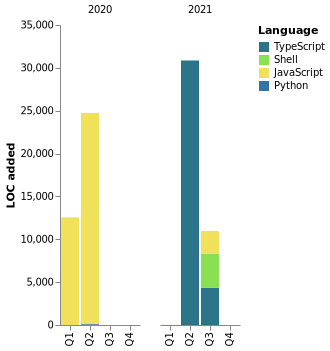 2020
2021
35,000
30,000
25,000
20,000
15,000
10,000
5,000
0
LOC added
Q1
Q2
Q3
Q4
Q1
Q2
Q3
Q4
Language
TypeScript
Shell
JavaScript
Python